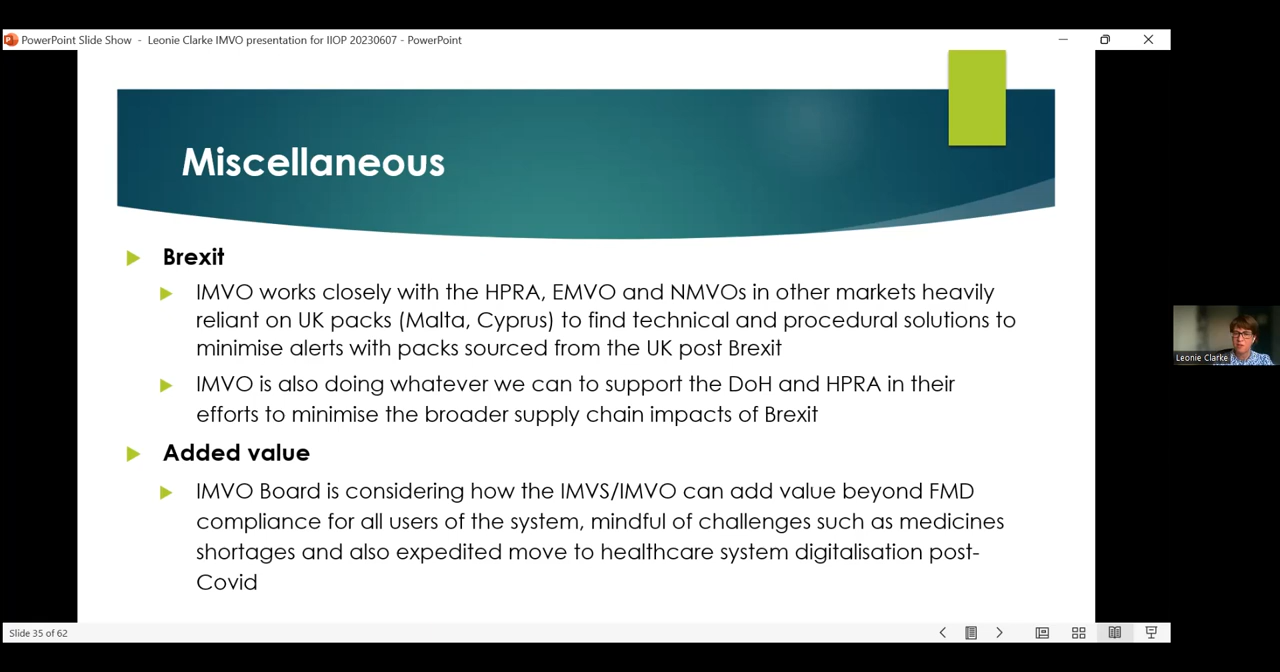 PowerPoint Slide Show - Leonie Clarke IMVO presentation for IIOP 20230607 - PowerPoint
Miscellaneous
Brexit
IMVO works closely with the HPRA, EMVO and NMVOs in other markets heavily
reliant on UK packs (Malta, Cyprus) to find technical and procedural solutions to
minimise alerts with packs sourced from the UK post Brexit
IMVO is also doing whatever we can to support the DoH and HPRA in their
efforts to minimise the broader supply chain impacts of Brexit
Added value
IMVO Board is considering how the IMVS/IMVO can add value beyond FMD
compliance for all users of the system, mindful of challenges such as medicines
shortages and also expedited move to healthcare system digitalisation post-
Covid
Leonie Clarke
Slide 35 of 62